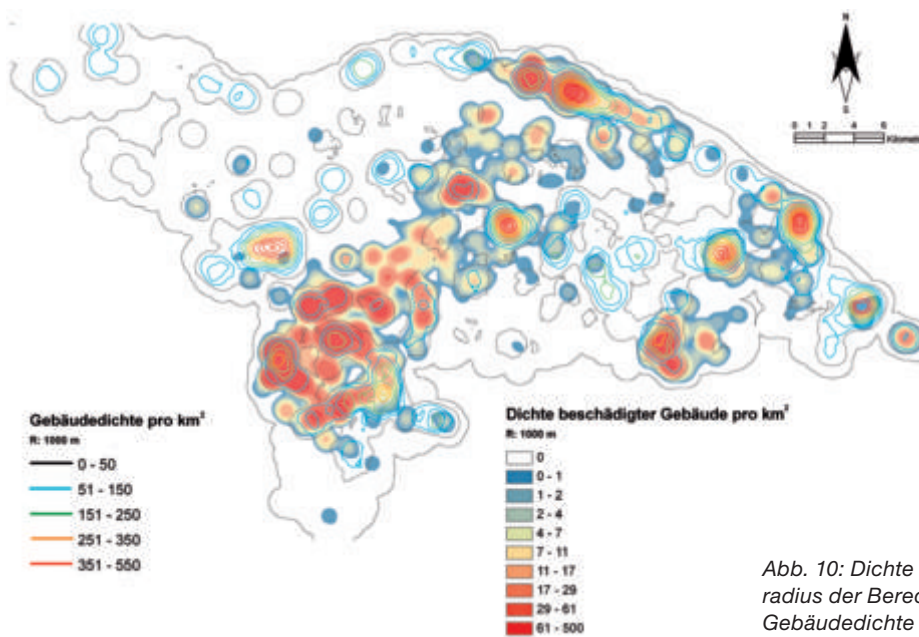 N
S
0 1 2 4 6
Kilomet
Gebäudedichte pro km²
R: 1000 m
0 - 50
51 - 150
151 - 250
251 - 350
351 - 550
Dichte beschädigter Gebäude pro km²
R: 1000 m
0
0 - 1
1 - 2
2 - 4
4 - 7
7 - 11
11 - 17
17 - 29
29 - 61
61 - 500
Abb. 10: Dichte
radius der Berec
Gebäudedichte